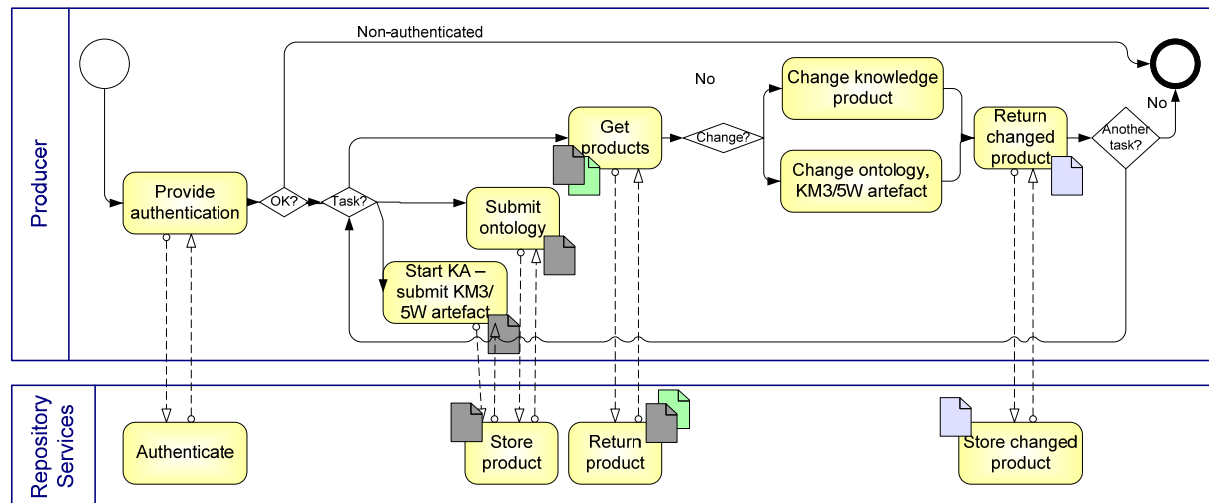 Producer
Non-authenticated
No
Change knowledge
product
Get
products
Change?
Return
changed
product
Another
task?
No
Change ontology,
KM3/5W artefact
Provide
authentication
OK?
Task?
Submit
ontology
Start KA –
submit KM3/
5W artefact
Repository
Services
Authenticate
Store
product
Return
product
Store changed
product